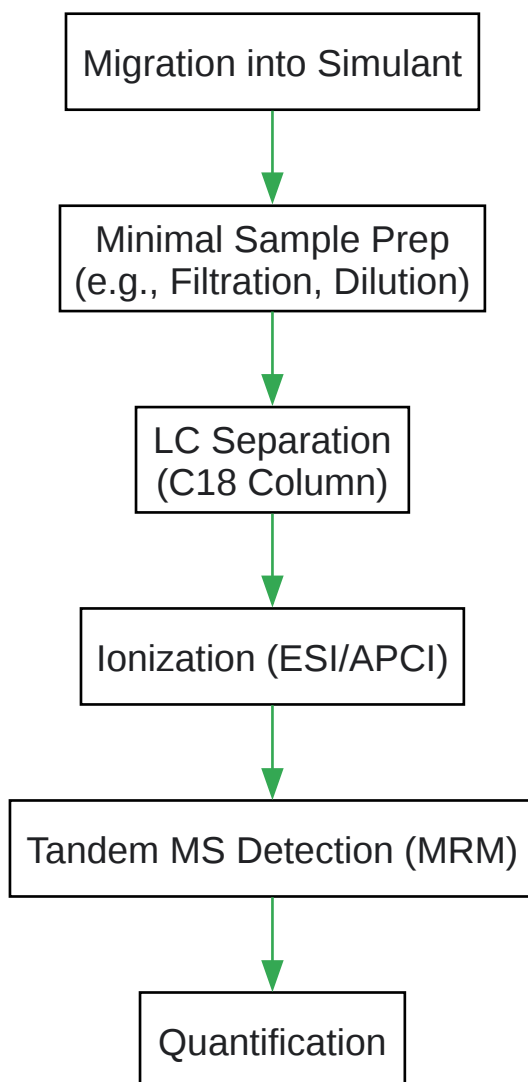 Migration into Simulant
Minimal Sample Prep
(e.g., Filtration, Dilution)
LC Separation
(C18 Column)
Ionization (ESI/APCI)
Tandem MS Detection (MRM)
Quantification